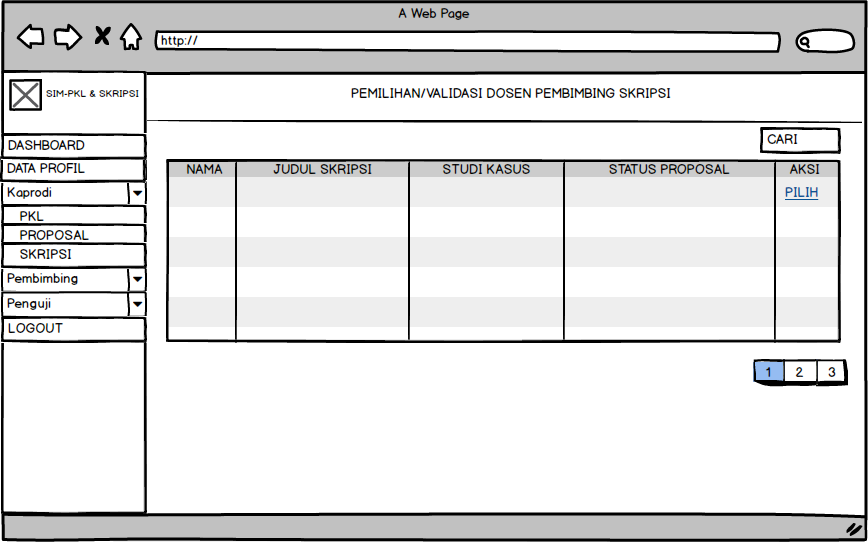 A Web Page
http://
SIM-PKL & SKRIPSI
PEMILIHAN/VALIDASI DOSEN PEMBIMBING SKRIPSI
DASHBOARD
DATA PROFIL
Kaprodi
PKL
PROPOSAL
SKRIPSI
Pembimbing
Penguji
LOGOUT
CARI
NAMA JUDUL SKRIPSI STUDI KASUS STATUS PROPOSAL AKSI
PILIH
1 2 3